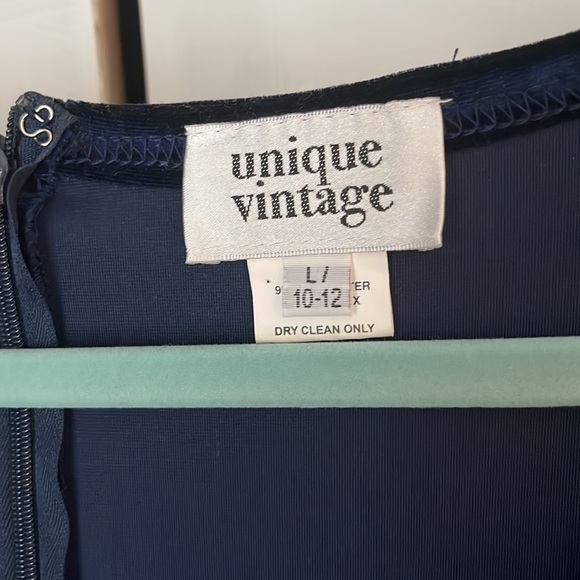 unique
vintage
L/
10-12
DRY CLEAN ONLY